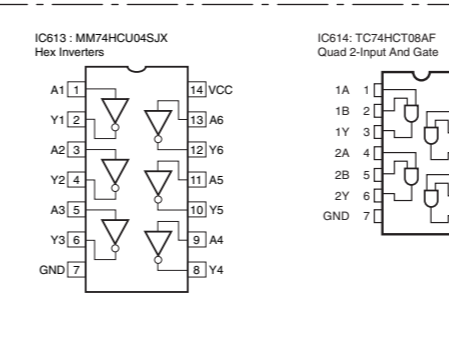 IC613 : MM74HCU04SJX
Hex Inverters
A1 1
Y1 2
A2 3
Y2 4
A3 5
Y3 6
GND 7
14 VCC
13 A6
12 Y6
11 A5
10 Y5
9 A4
8 Y4
IC614: TC74HCT08AF
Quad 2-Input And Gate
1A 1
1B 2
1Y 3
2A 4
2B 5
2Y 6
GND 7